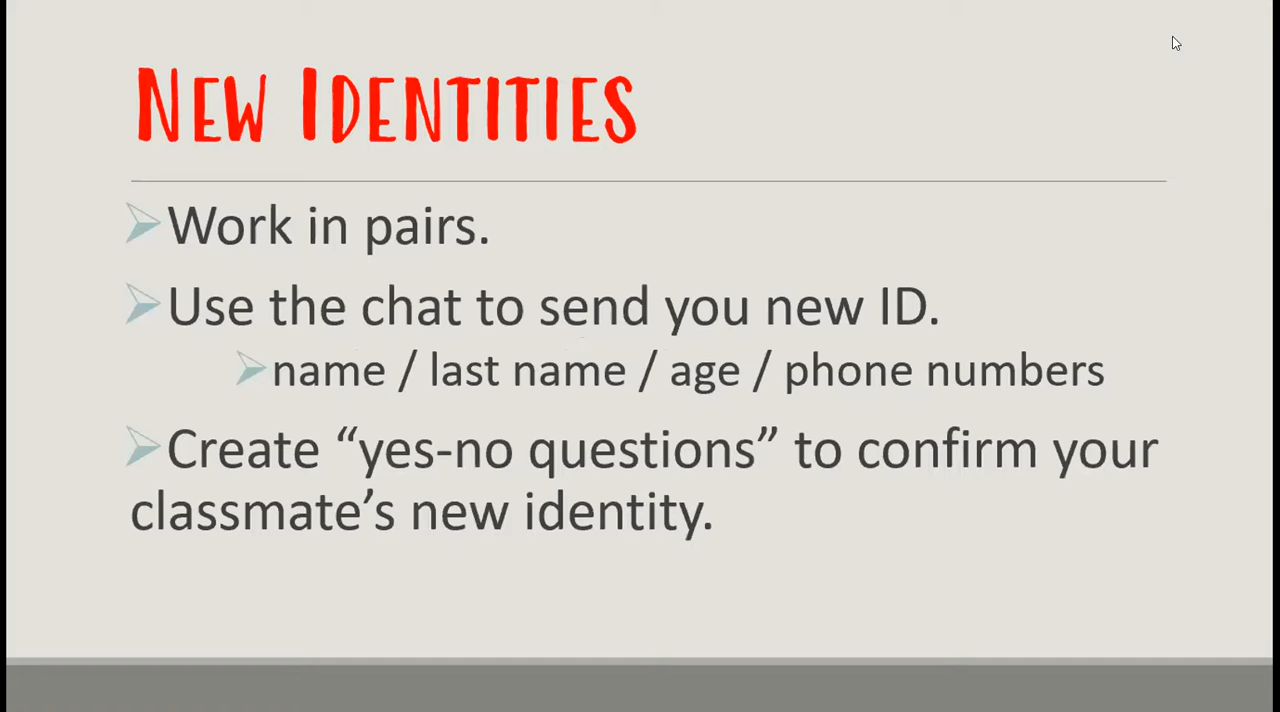 New Identities
Work in pairs.
Use the chat to send you new ID.
name / last name / age / phone numbers
Create “yes-no questions” to confirm your
classmate’s new identity.